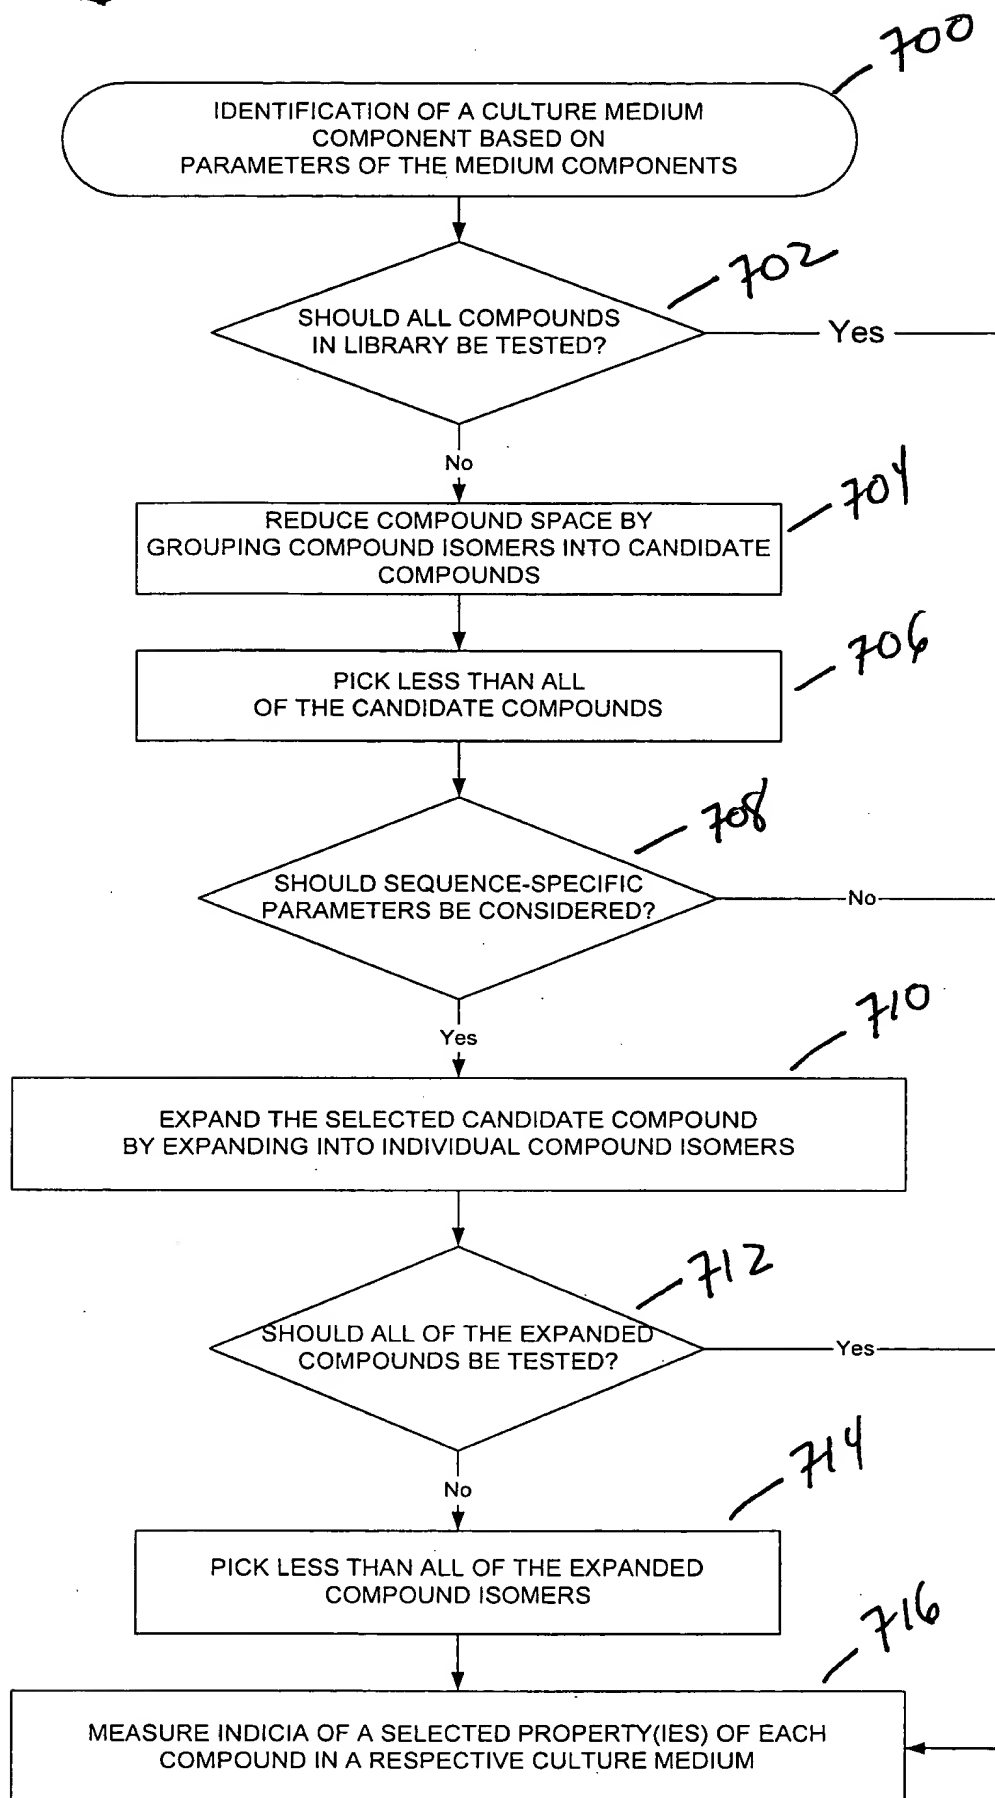 700
IDENTIFICATION OF A CULTURE MEDIUM
COMPONENT BASED ON
PARAMETERS OF THE MEDIUM COMPONENTS
702
SHOULD ALL COMPOUNDS
IN LIBRARY BE TESTED?
Yes
No
704
REDUCE COMPOUND SPACE BY
GROUPING COMPOUND ISOMERS INTO CANDIDATE
COMPOUNDS
706
PICK LESS THAN ALL
OF THE CANDIDATE COMPOUNDS
708
SHOULD SEQUENCE-SPECIFIC
PARAMETERS BE CONSIDERED?
No
Yes
710
EXPAND THE SELECTED CANDIDATE COMPOUND
BY EXPANDING INTO INDIVIDUAL COMPOUND ISOMERS
712
SHOULD ALL OF THE EXPANDED
COMPOUNDS BE TESTED?
Yes
No
714
PICK LESS THAN ALL OF THE EXPANDED
COMPOUND ISOMERS
716
MEASURE INDICIA OF A SELECTED PROPERTY(IES) OF EACH
COMPOUND IN A RESPECTIVE CULTURE MEDIUM